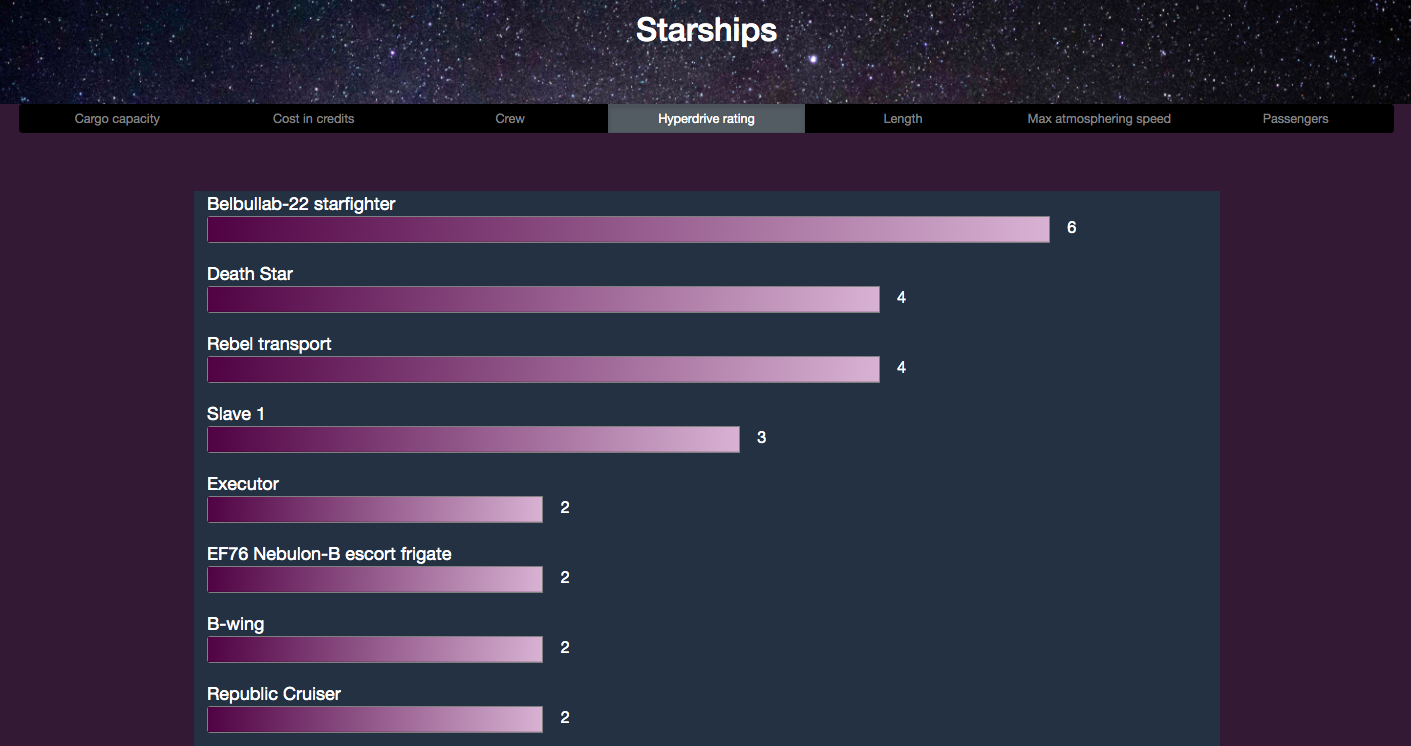 Starships
Cargo capacity Cost in credits Crew Hyperdrive rating Length Max atmosphering speed Passengers
Belbullab-22 starfighter
6
Death Star
4
Rebel transport
4
Slave 1
3
Executor
2
EF76 Nebulon-B escort frigate
2
B-wing
2
Republic Cruiser
2